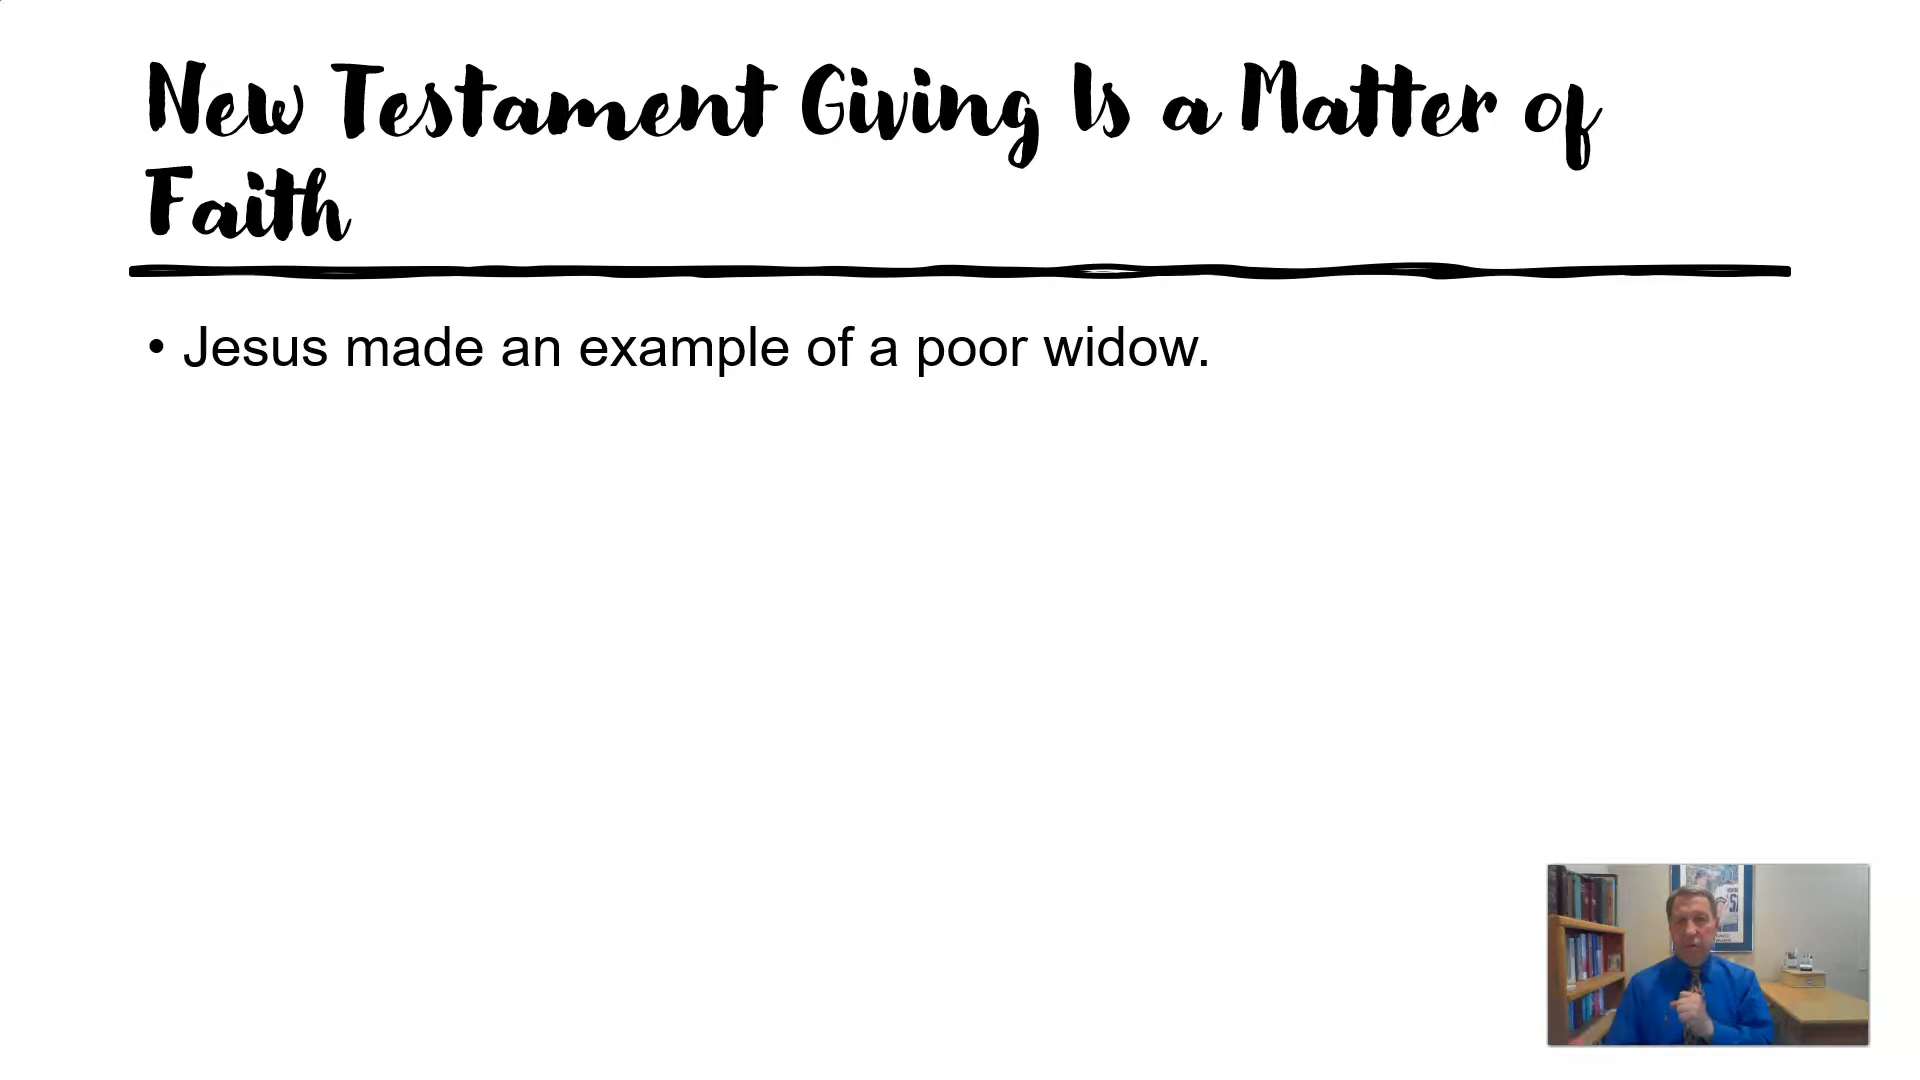 New Testament Giving Is a Matter of
Faith
• Jesus made an example of a poor widow.